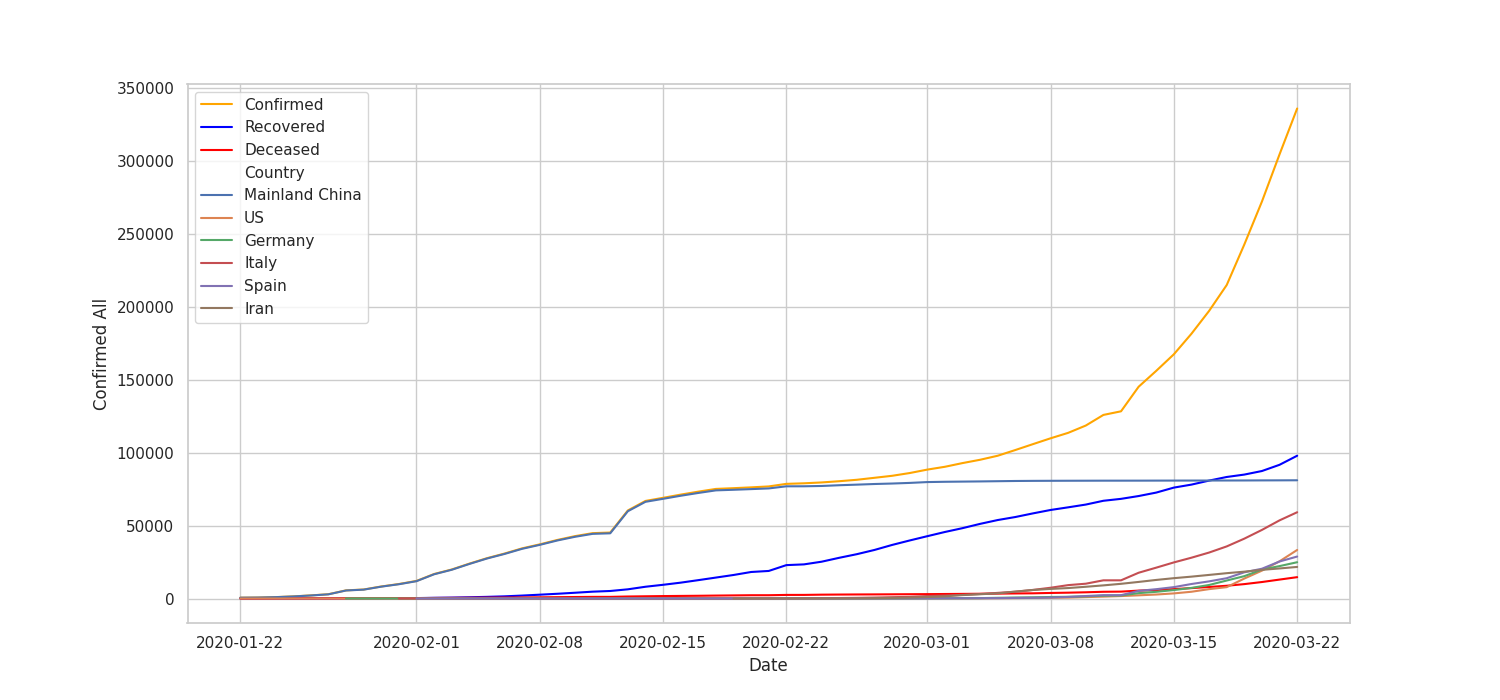 350000
300000
250000
200000
150000
100000
50000
0
Confirmed All
Confirmed
Recovered
Deceased
Country
Mainland China
US
Germany
Italy
Spain
Iran
2020-01-22 2020-02-01 2020-02-08 2020-02-15 2020-02-22 2020-03-01 2020-03-08 2020-03-15 2020-03-22
Date